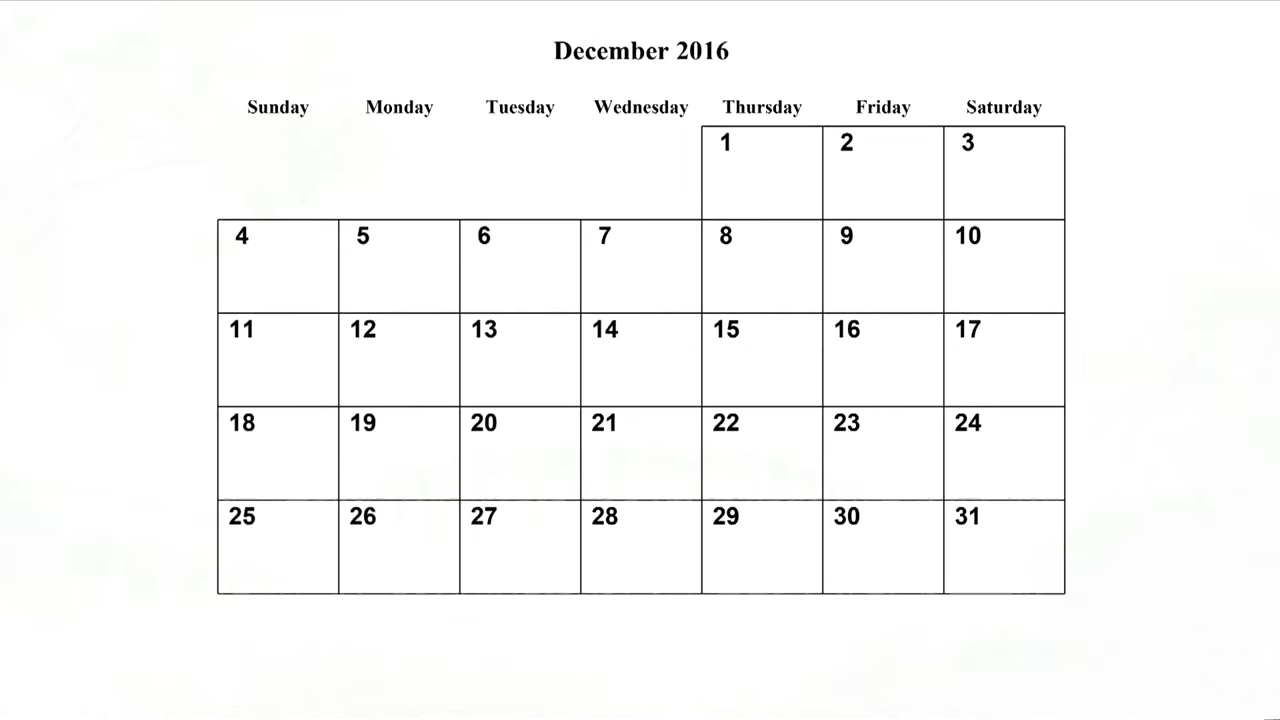 December 2016
Sunday Monday Tuesday Wednesday Thursday Friday Saturday
1 2 3
4 5 6 7 8 9 10
11 12 13 14 15 16 17
18 19 20 21 22 23 24
25 26 27 28 29 30 31